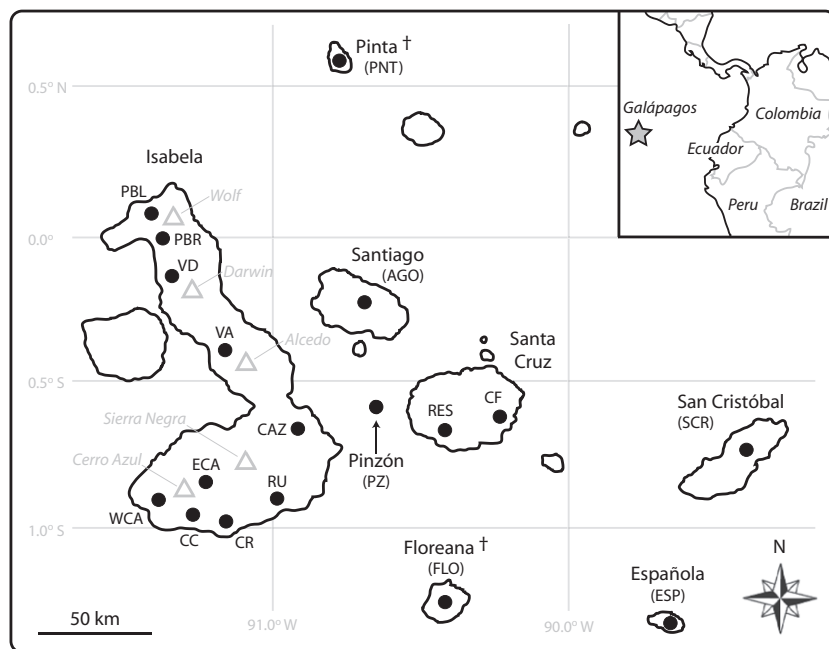 Pinta †
(PNT)
0.5° N
Galápagos
Colombia
Ecuador
Peru
Brazil
Isabela
PBL
Wolf
PBR
0.0°
VD
Darwin
Santiago
(AGO)
VA
Alcedo
Santa
Cruz
0.5° S
Sierra Negra
CAZ
RES
CF
San Cristóbal
(SCR)
Pinzón
(PZ)
Cerro Azul
ECA
RU
WCA
CC
CR
1.0° S
Floreana †
(FLO)
Española
(ESP)
N
50 km
91.0° W
90.0° W